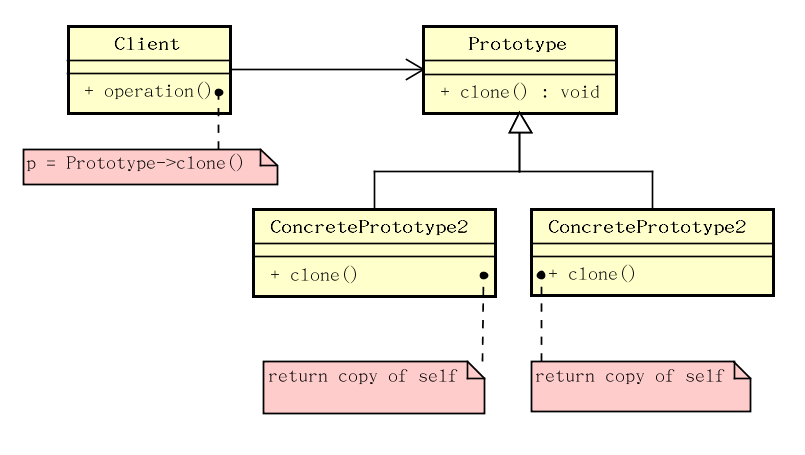 Client
+ operation()
Prototype
+ clone() : void
p = Prototype->clone()
ConcretePrototype2
+ clone()
ConcretePrototype2
+ clone()
return copy of self
return copy of self